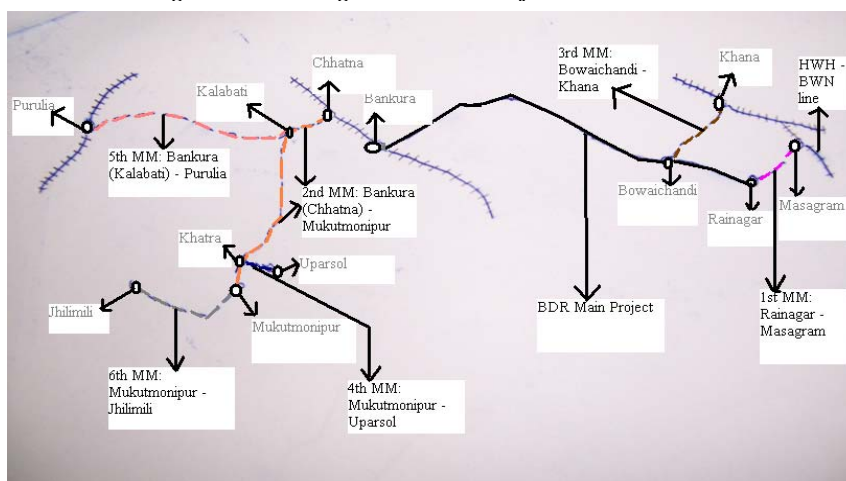 Chhatna
3rd MM:
Bowaichandi -
Khana
Khana
HWH -
BWN
line
Purulia
Kalabati
Bankura
5th MM: Bankura
(Kalabati) - Purulia
2nd MM: Bankura
(Chhatna) -
Mukutmonipur
Bowaichandi
Rainagar
Masagram
Khatra
Uparsol
Jhilimili
Mukutmonipur
BDR Main Project
1st MM:
Rainagar -
Masagram
6th MM:
Mukutmonipur -
Jhilimili
4th MM:
Mukutmonipur -
Uparsol